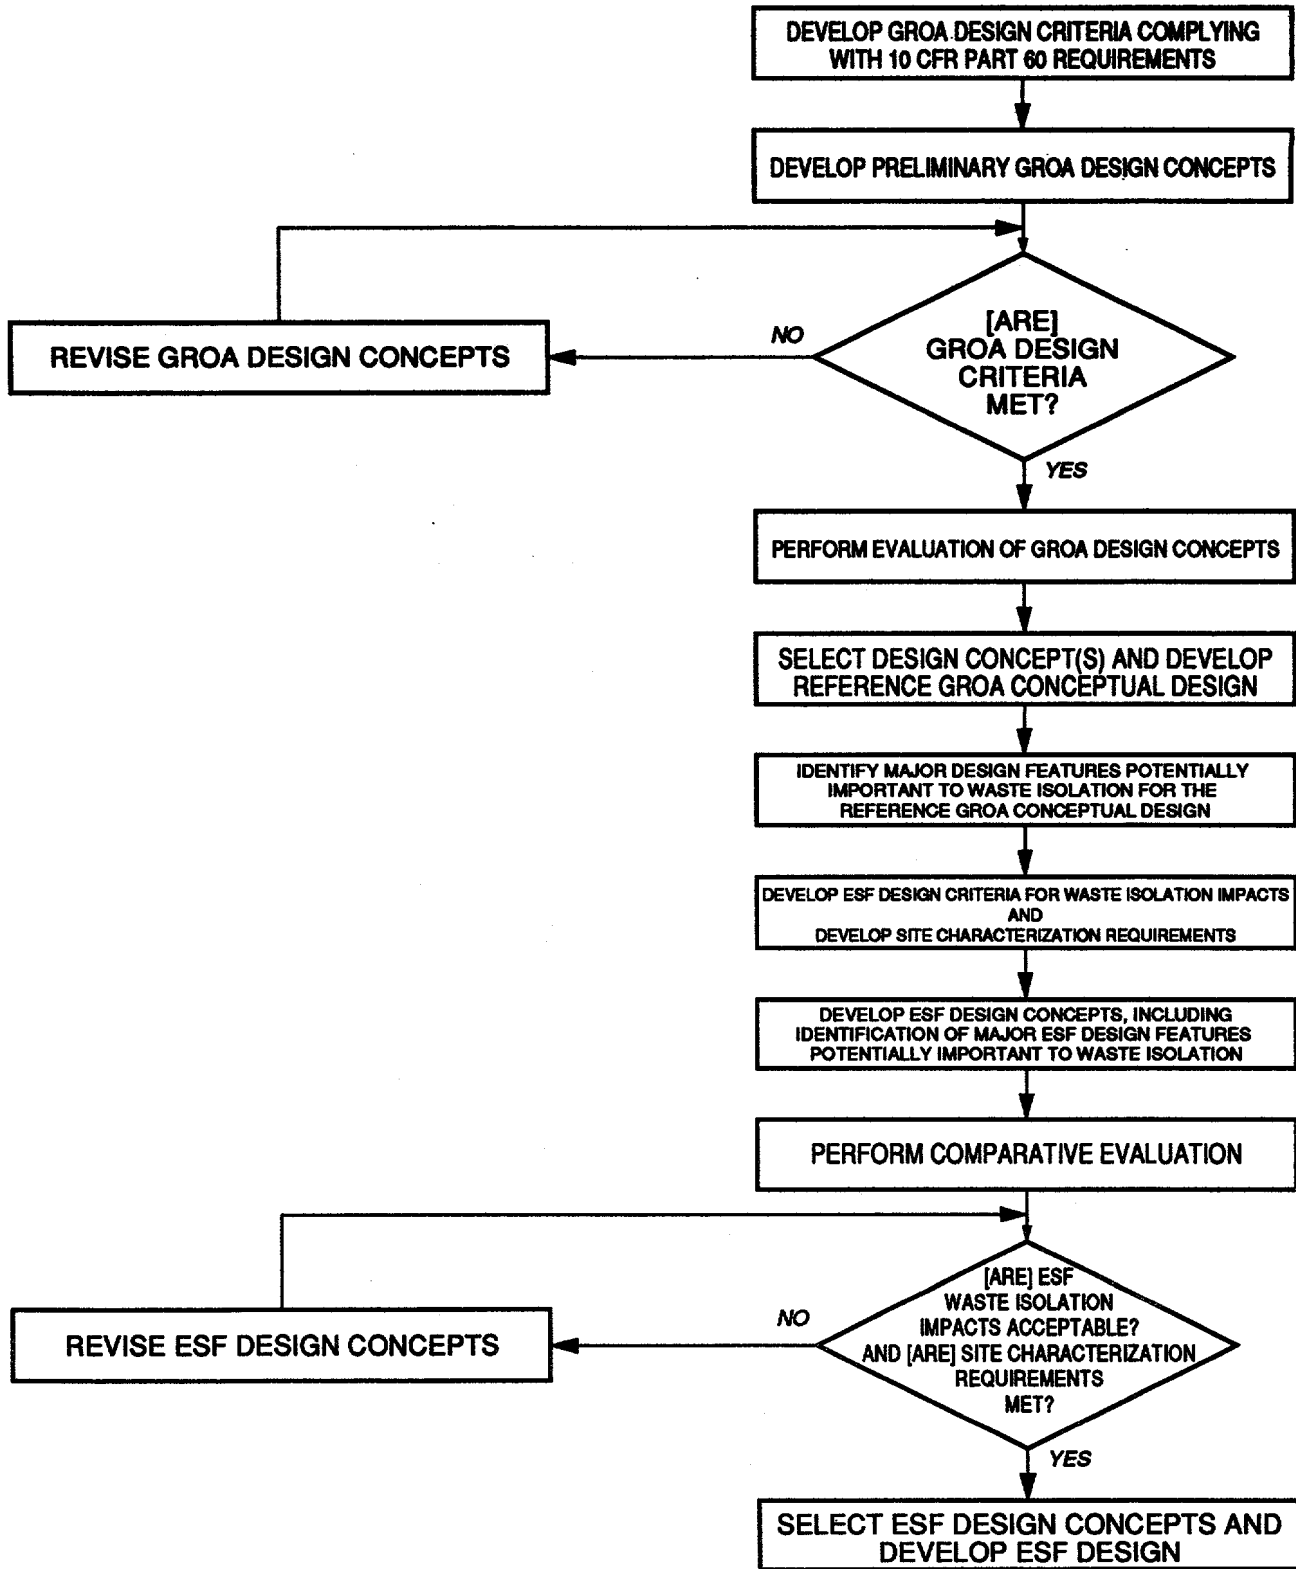 DEVELOP GROA DESIGN CRITERIA COMPLYING
WITH 10 CFR PART 60 REQUIREMENTS
DEVELOP PRELIMINARY GROA DESIGN CONCEPTS
REVISE GROA DESIGN CONCEPTS
NO
[ARE]
GROA DESIGN
CRITERIA
MET?
YES
PERFORM EVALUATION OF GROA DESIGN CONCEPTS
SELECT DESIGN CONCEPT(S) AND DEVELOP
REFERENCE GROA CONCEPTUAL DESIGN
IDENTIFY MAJOR DESIGN FEATURES POTENTIALLY
IMPORTANT TO WASTE ISOLATION FOR THE
REFERENCE GROA CONCEPTUAL DESIGN
DEVELOP ESF DESIGN CRITERIA FOR WASTE ISOLATION IMPACTS
AND
DEVELOP SITE CHARACTERIZATION REQUIREMENTS
DEVELOP ESF DESIGN CONCEPTS, INCLUDING
IDENTIFICATION OF MAJOR ESF DESIGN FEATURES
POTENTIALLY IMPORTANT TO WASTE ISOLATION
PERFORM COMPARATIVE EVALUATION
REVISE ESF DESIGN CONCEPTS
NO
[ARE] ESF
WASTE ISOLATION
IMPACTS ACCEPTABLE?
AND [ARE] SITE CHARACTERIZATION
REQUIREMENTS
MET?
YES
SELECT ESF DESIGN CONCEPTS AND
DEVELOP ESF DESIGN